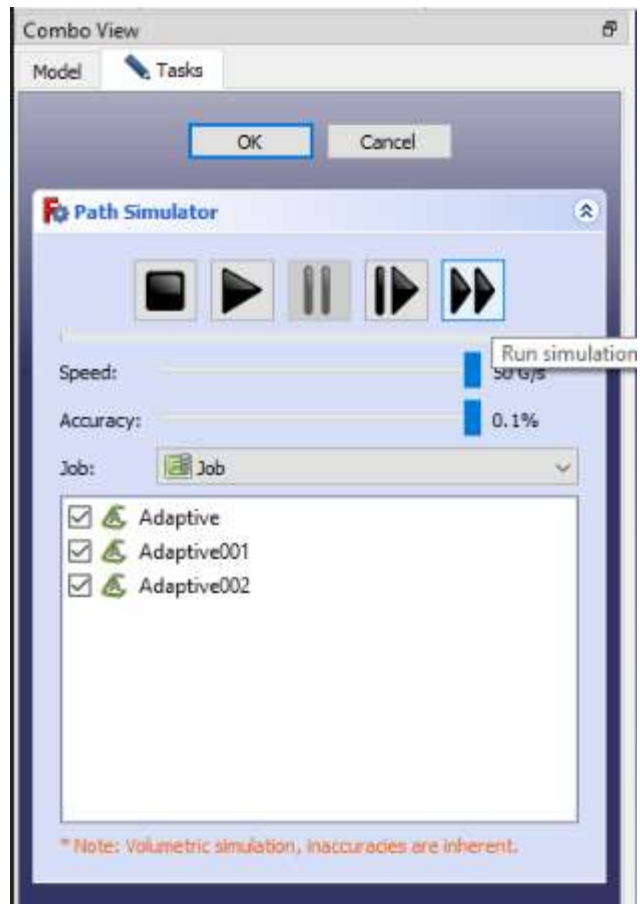 Combo View
Model Tasks
OK Cancel
Path Simulator
Run simulation
Speed: 50 G/s
Accuracy: 0.1%
Job: Job
Adaptive
Adaptive001
Adaptive002
* Note: Volumetric simulation, inaccuracies are inherent.